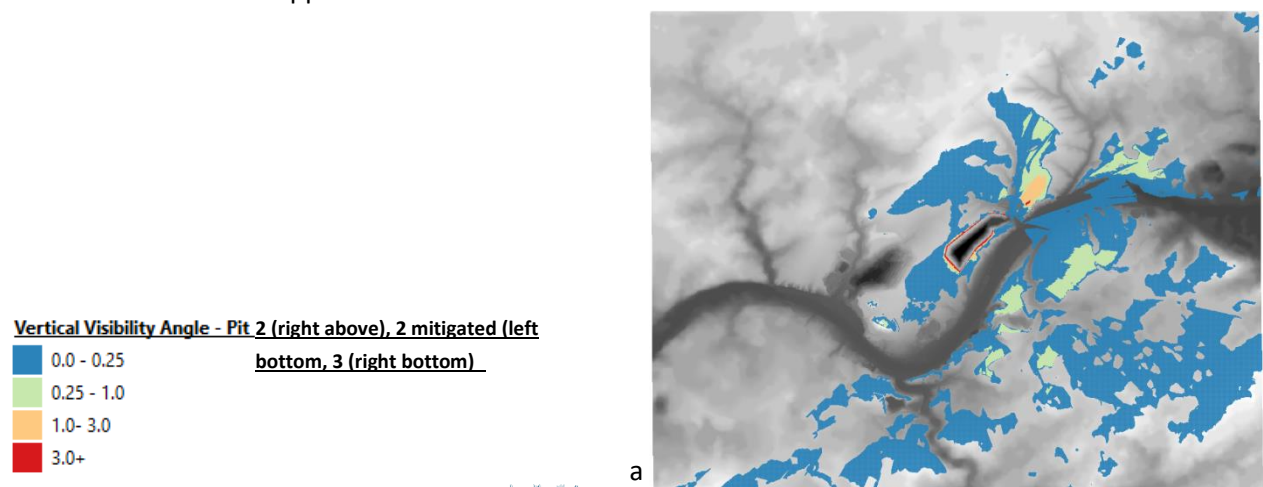 Vertical Visibility Angle - Pit 2 (right above), 2 mitigated (left
bottom, 3 (right bottom)
0.0 - 0.25
0.25 - 1.0
1.0- 3.0
3.0+
a